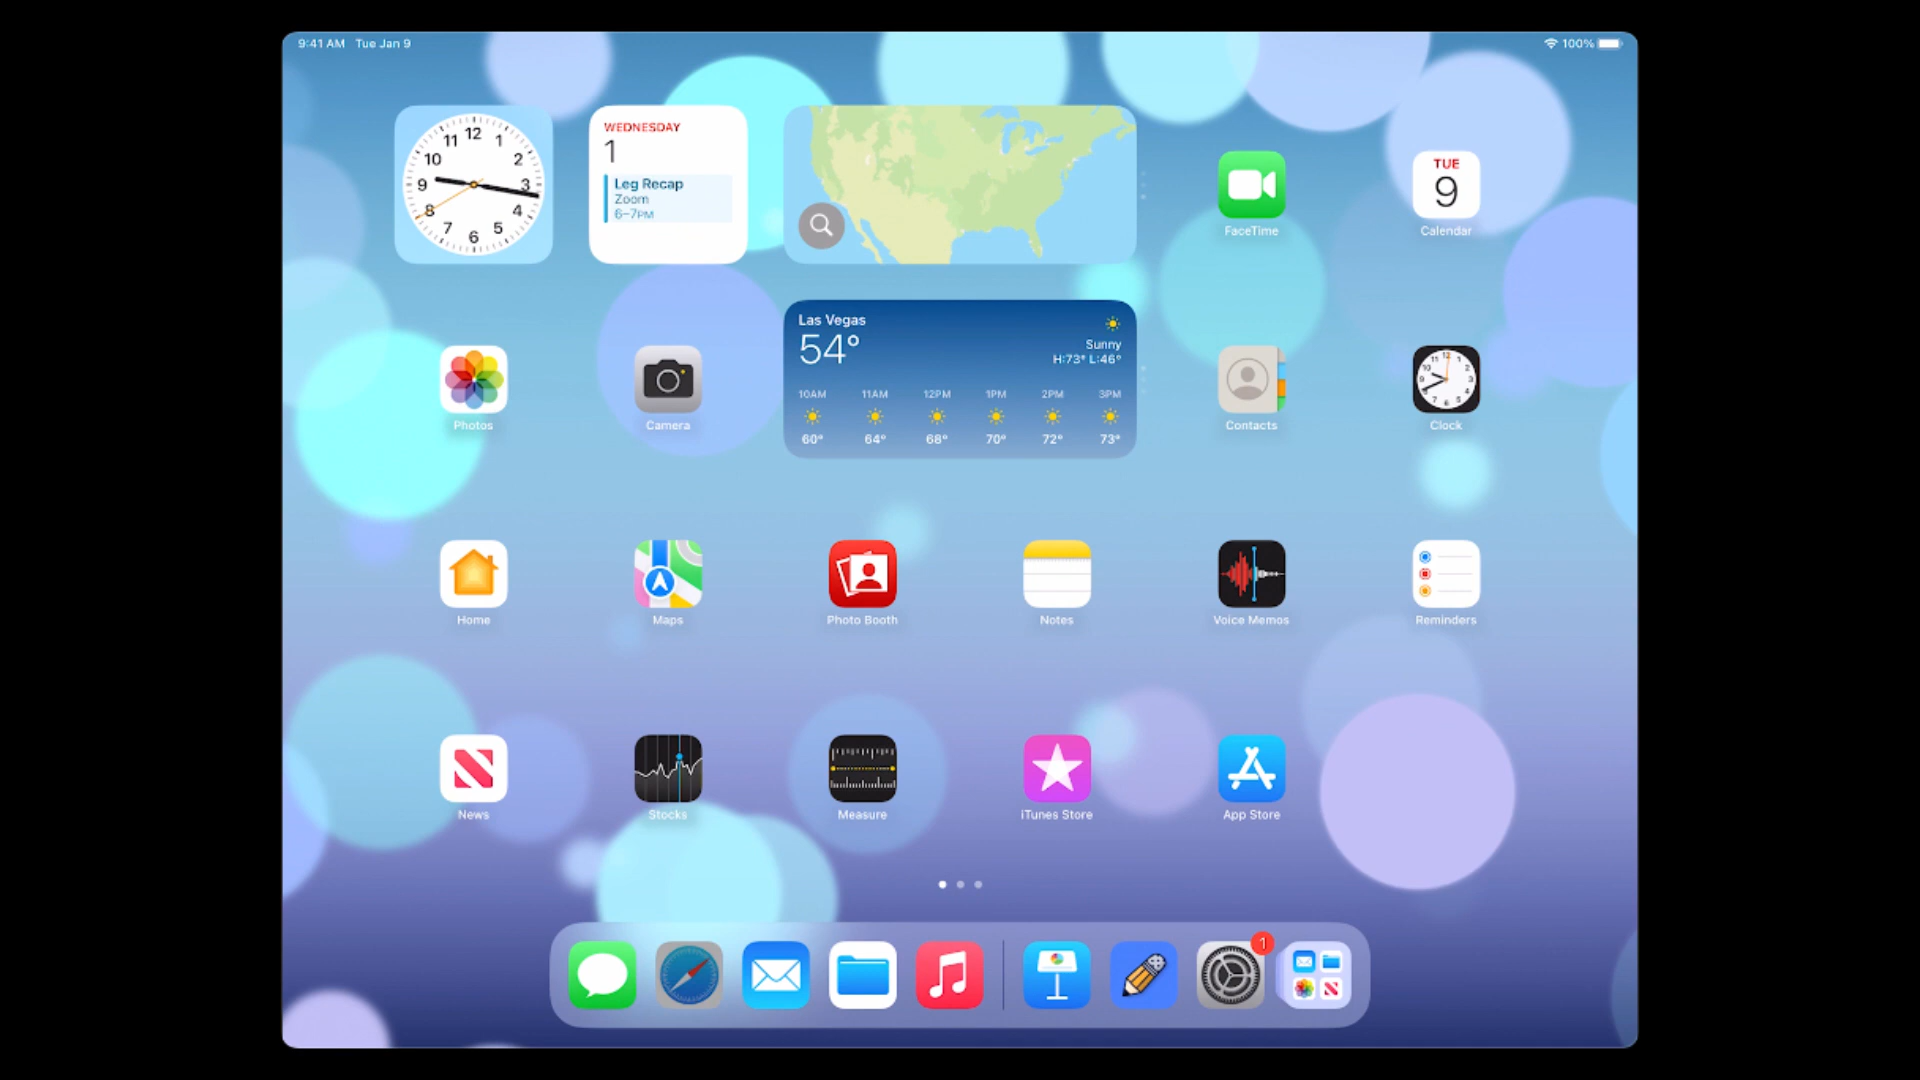 9:41 AM Tue Jan 9
100%
12
1
2
3
4
5
6
7
8
9
10
11
WEDNESDAY
1
Leg Recap
Zoom
6–7PM
FaceTime
TUE
9
Calendar
Photos
Camera
Las Vegas
54°
Sunny
H:73° L:46°
10AM 11AM 12PM 1PM 2PM 3PM
60° 64° 68° 70° 72° 73°
Contacts
Clock
Home
Maps
Photo Booth
Notes
Voice Memos
Reminders
News
Stocks
Measure
iTunes Store
App Store
1